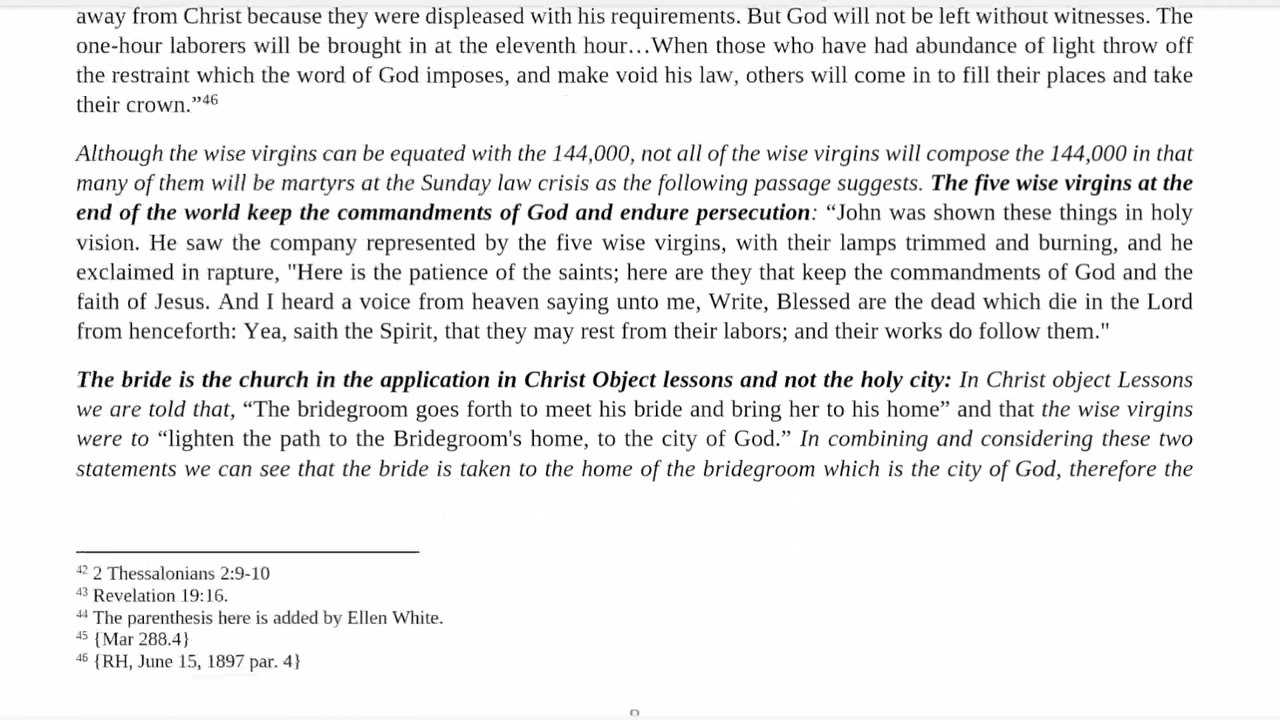 away from Christ because they were displeased with his requirements. But God will not be left without witnesses. The
one-hour laborers will be brought in at the eleventh hour…When those who have had abundance of light throw off
the restraint which the word of God imposes, and make void his law, others will come in to fill their places and take
their crown.”46
Although the wise virgins can be equated with the 144,000, not all of the wise virgins will compose the 144,000 in that
many of them will be martyrs at the Sunday law crisis as the following passage suggests. The five wise virgins at the
end of the world keep the commandments of God and endure persecution: “John was shown these things in holy
vision. He saw the company represented by the five wise virgins, with their lamps trimmed and burning, and he
exclaimed in rapture, "Here is the patience of the saints; here are they that keep the commandments of God and the
faith of Jesus. And I heard a voice from heaven saying unto me, Write, Blessed are the dead which die in the Lord
from henceforth: Yea, saith the Spirit, that they may rest from their labors; and their works do follow them."
The bride is the church in the application in Christ Object lessons and not the holy city: In Christ object Lessons
we are told that, “The bridegroom goes forth to meet his bride and bring her to his home” and that the wise virgins
were to “lighten the path to the Bridegroom's home, to the city of God.” In combining and considering these two
statements we can see that the bride is taken to the home of the bridegroom which is the city of God, therefore the
42 2 Thessalonians 2:9-10
43 Revelation 19:16.
44 The parenthesis here is added by Ellen White.
45 {Mar 288.4}
46 {RH, June 15, 1897 par. 4}